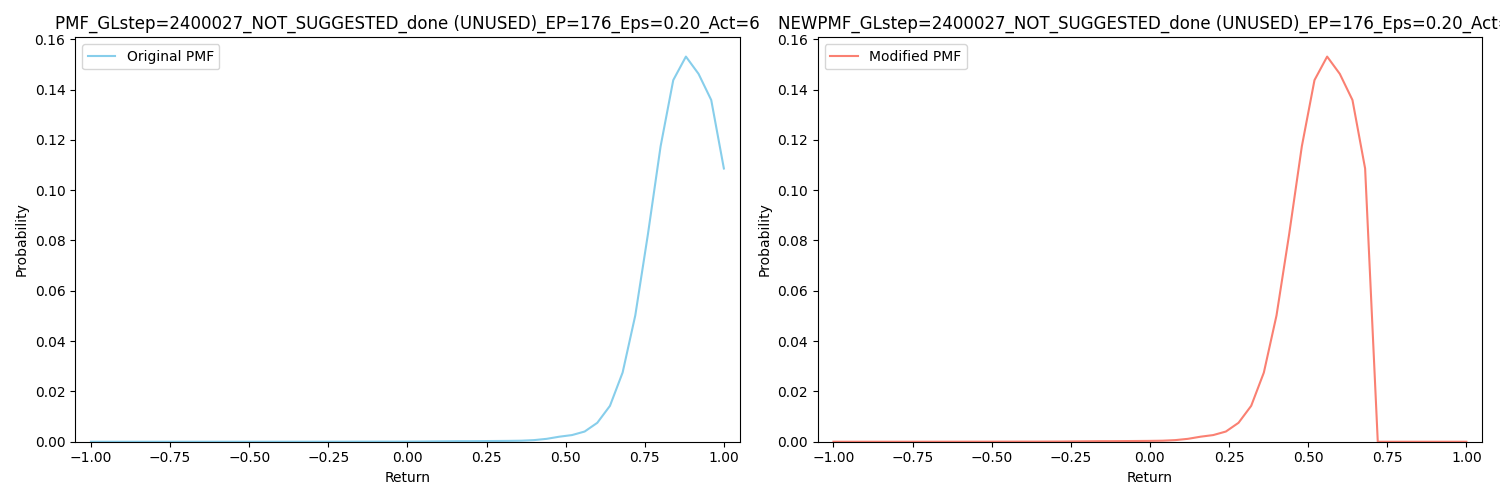 PMF_GLstep=2400027_NOT_SUGGESTED_done (UNUSED)_EP=176_Eps=0.20_Act=6
Original PMF
Probability
0.16
0.14
0.12
0.10
0.08
0.06
0.04
0.02
0.00
−1.00 −0.75 −0.50 −0.25 0.00 0.25 0.50 0.75 1.00
Return
NEWPMF_GLstep=2400027_NOT_SUGGESTED_done (UNUSED)_EP=176_Eps=0.20_Act=
Modified PMF
Probability
0.16
0.14
0.12
0.10
0.08
0.06
0.04
0.02
0.00
−1.00 −0.75 −0.50 −0.25 0.00 0.25 0.50 0.75 1.00
Return